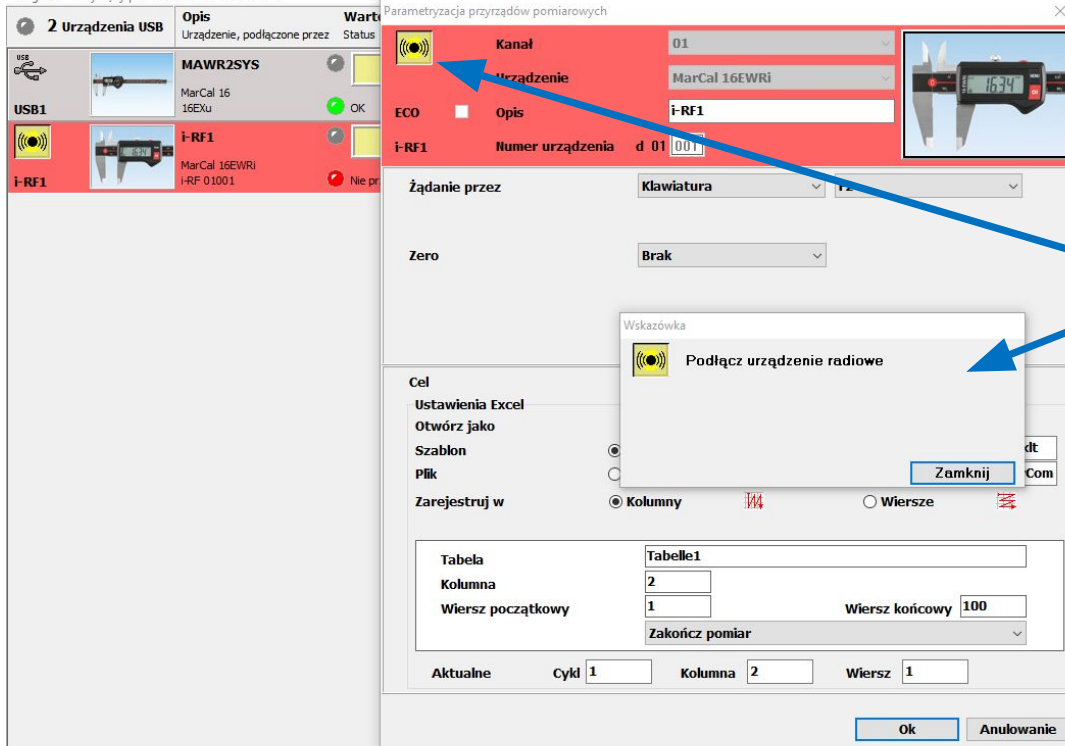 2 Urządzenia USB
Opis
Urządzenie, podłączone przez
Status
USB
USB1
MAWR2SYS
MarCal 16
16EXu
OK
i-RF1
i-RF1
MarCal 16EWRi
i-RF 01001
Parametryzacja przyrządów pomiarowych
Kanał 01
Urządzenie MarCal 16EWRi
ECO Opis i-RF1
i-RF1 Numer urządzenia d 01 001
1634
Żądanie przez Klawiatura
Zero Brak
Wskazówka
Podłącz urządzenie radiowe
Zamknij
Cel
Ustawienia Excel
Otwórz jako
Szablon
Plik
Zarejestruj w Kolumny Wiersze
Tabela Tabelle1
Kolumna 2
Wiersz początkowy 1 Wiersz końcowy 100
Zakończ pomiar
Aktualne Cykl 1 Kolumna 2 Wiersz 1
Ok Anulowanie